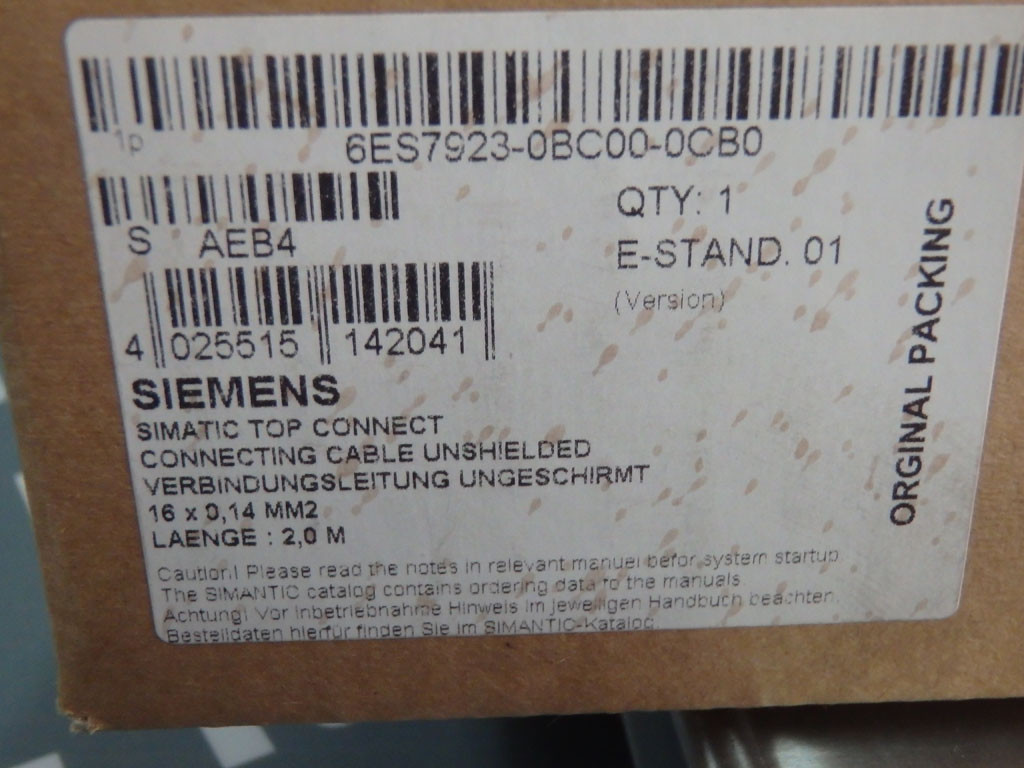 1p
6ES7923-0BC00-0CB0
S AEB4
QTY: 1
E-STAND. 01
(Version)
4 025515 142041
SIEMENS
SIMATIC TOP CONNECT
CONNECTING CABLE UNSHIELDED
VERBINDUNGSLEITUNG UNGESCHIRMT
16 x 0,14 MM2
LAENGE : 2,0 M
Caution! Please read the notes in relevant manuel befor system startup
The SIMANTIC catalog contains ordering data ro the manuals.
Achtung! Vor Inbetriebnahme Hinweis im jeweiligen Handbuch beachten.
Bestelldaten hierfür finden Sie im SIMANTIC-Katalog.
ORGINAL PACKING